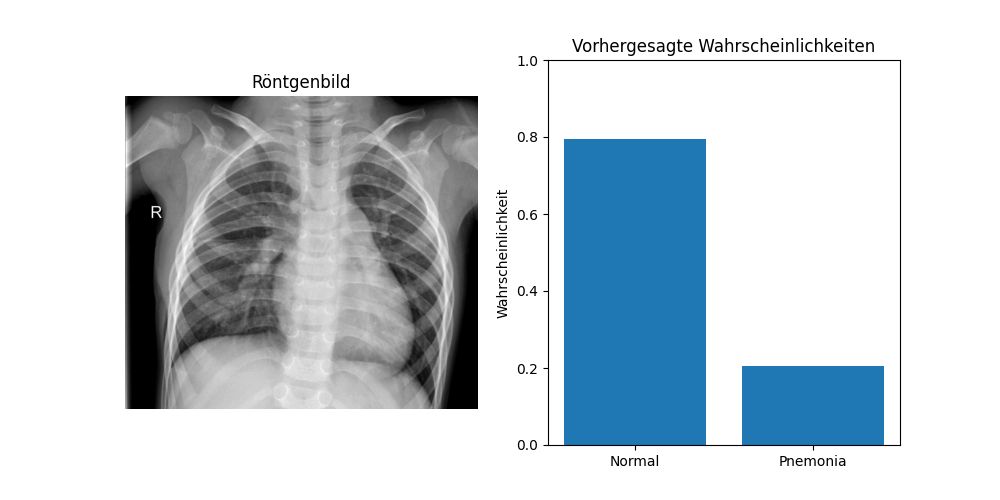 Röntgenbild
R
Vorhergesagte Wahrscheinlichkeiten
Wahrscheinlichkeit
1.0
0.8
0.6
0.4
0.2
0.0
Normal
Pnemonia